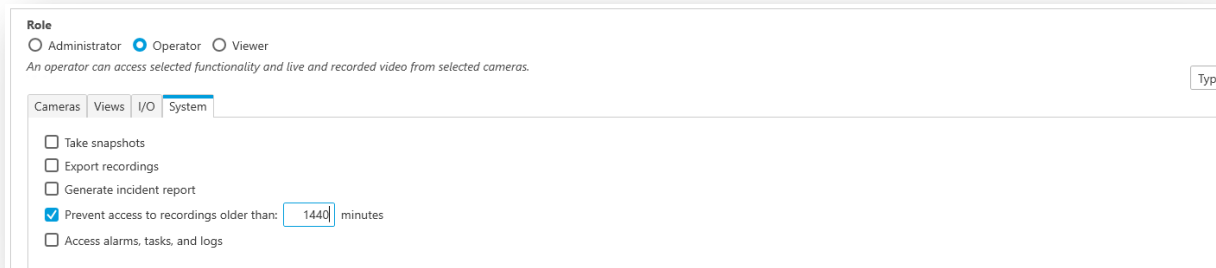 Role
Administrator Operator Viewer
An operator can access selected functionality and live and recorded video from selected cameras.
Typ
Cameras Views I/O System
Take snapshots
Export recordings
Generate incident report
Prevent access to recordings older than: 1440 minutes
Access alarms, tasks, and logs